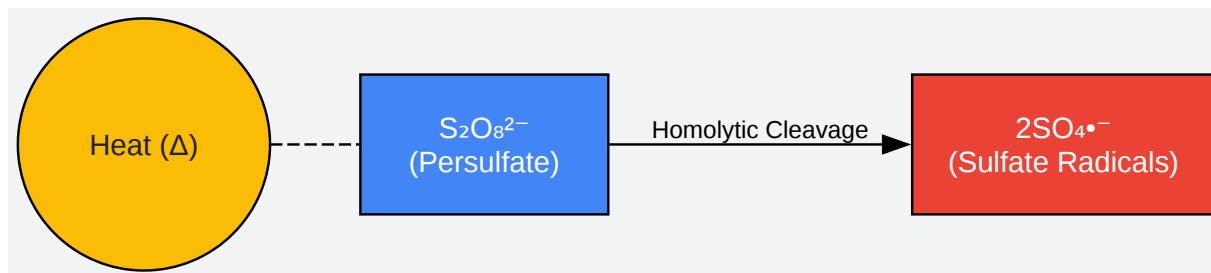 Heat (Δ)
S₂O₈²⁻
(Persulfate)
Homolytic Cleavage
2SO₄•⁻
(Sulfate Radicals)